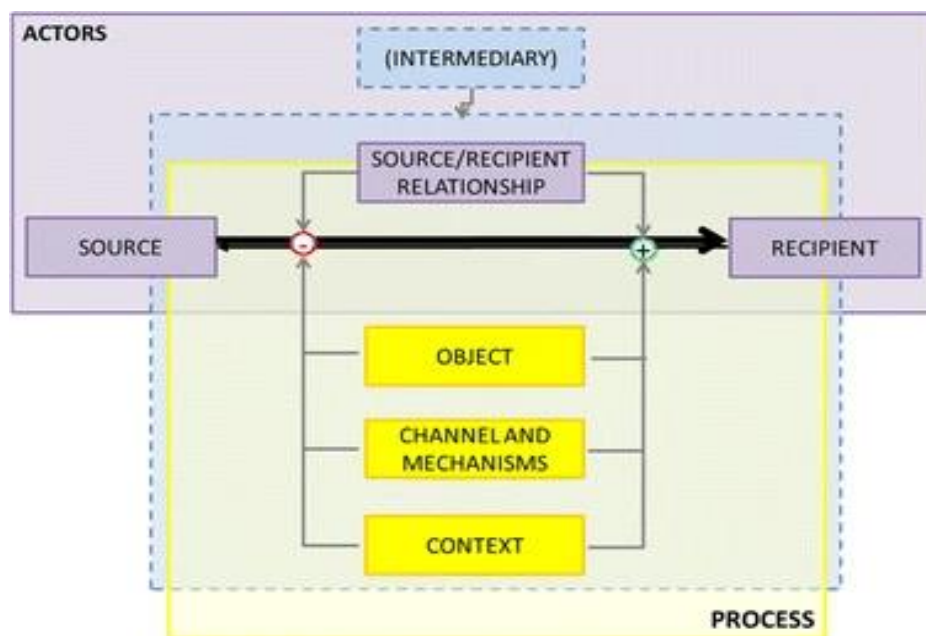 ACTORS
(INTERMEDIARY)
SOURCE/RECIPIENT
RELATIONSHIP
SOURCE
-
+
RECIPIENT
OBJECT
CHANNEL AND
MECHANISMS
CONTEXT
PROCESS